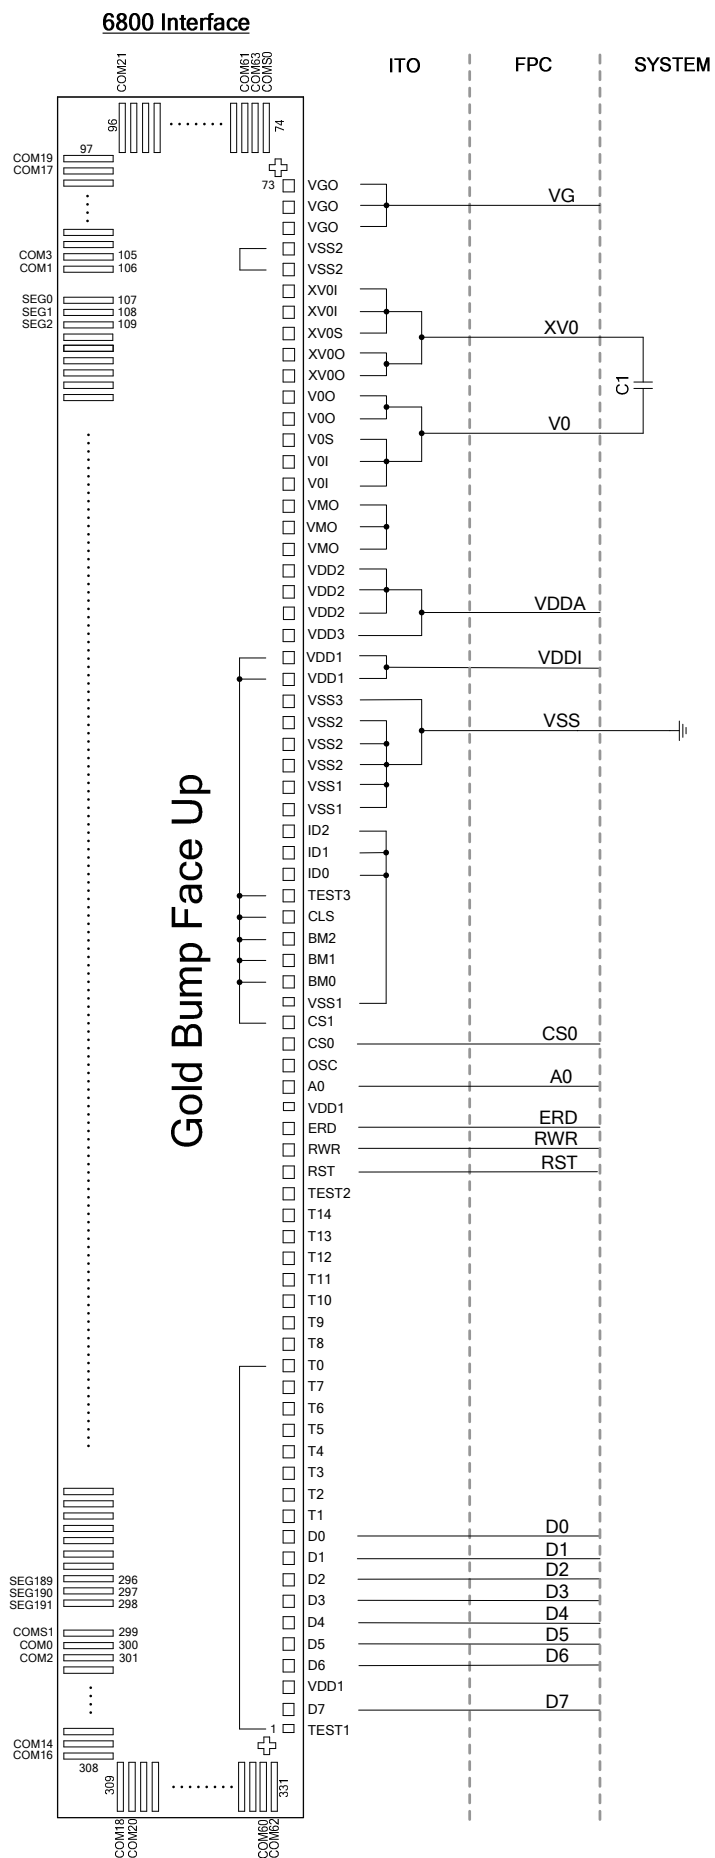 6800 Interface
COM21
COM61
COM63
COMS0
ITO
FPC
SYSTEM
96
74
97
COM19
COM17
73
VGO
VG
VGO
VGO
VSS2
COM3
105
COM1
106
VSS2
XV0I
SEG0
107
SEG1
108
XV0I
SEG2
109
XV0S
XV0
XV0O
XV0O
C1
V0O
V0O
V0
V0S
V0I
V0I
VMO
VMO
VMO
VDD2
VDD2
VDDA
VDD2
VDD3
VDD1
VDDI
VDD1
VSS3
VSS2
VSS
VSS2
VSS2
VSS1
VSS1
Gold Bump Face Up
ID2
ID1
ID0
TEST3
CLS
BM2
BM1
BM0
VSS1
CS1
CS0
CS0
OSC
A0
A0
VDD1
ERD
ERD
RWR
RWR
RST
RST
TEST2
T14
T13
T12
T11
T10
T9
T8
T0
T7
T6
T5
T4
T3
T2
T1
D0
D0
D1
D1
SEG189
296
D2
D2
SEG190
297
SEG191
298
D3
D3
D4
D4
COMS1
299
COM0
300
D5
D5
COM2
301
D6
D6
VDD1
D7
D7
1
TEST1
COM14
COM16
308
309
331
COM18
COM20
COM60
COM62